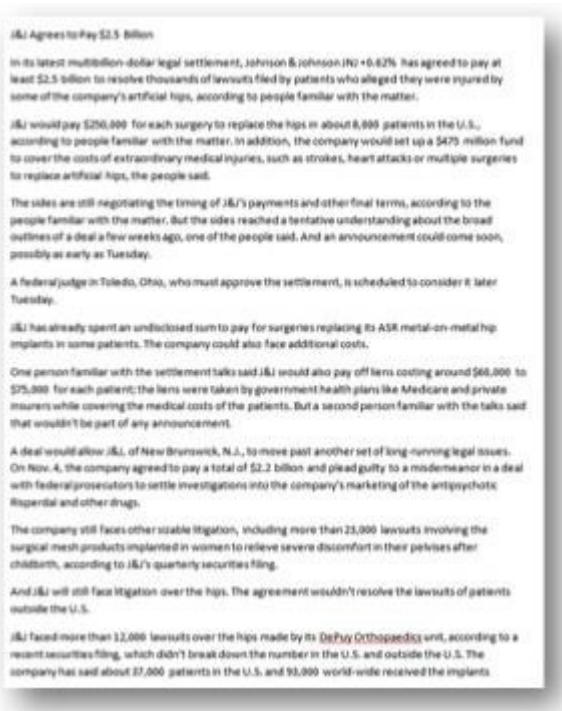 J&J Agrees to Pay $2.5 Billion
In its latest multibillion-dollar legal settlement, Johnson & Johnson JNJ +0.62% has agreed to pay at
least $2.5 billion to resolve thousands of lawsuits filed by patients who alleged they were injured by
some of the company's artificial hips, according to people familiar with the matter.
J&J would pay $250,000 for each surgery to replace the hips in about 8,000 patients in the U.S.,
according to people familiar with the matter. In addition, the company would set up a $475 million fund
to cover the costs of extraordinary medical injuries, such as strokes, heart attacks or multiple surgeries
to replace artificial hips, the people said.
The sides are still negotiating the timing of J&J's payments and other final terms, according to the
people familiar with the matter. But the sides reached a tentative understanding about the broad
outlines of a deal a few weeks ago, one of the people said. And an announcement could come soon,
possibly as early as Tuesday.
A federal judge in Toledo, Ohio, who must approve the settlement, is scheduled to consider it later
Tuesday.
J&J has already spent an undisclosed sum to pay for surgeries replacing its ASR metal-on-metal hip
implants in some patients. The company could also face additional costs.
One person familiar with the settlement talks said J&J would also pay off liens costing around $60,000 to
$75,000 for each patient; the liens were taken by government health plans like Medicare and private
insurers while covering the medical costs of the patients. But a second person familiar with the talks said
that wouldn't be part of any announcement.
A deal would allow J&J, of New Brunswick, N.J., to move past another set of long-running legal issues.
On Nov. 4, the company agreed to pay a total of $2.2 billion and plead guilty to a misdemeanor in a deal
with federal prosecutors to settle investigations into the company's marketing of the antipsychotic
Risperdal and other drugs.
The company still faces other sizable litigation, including more than 23,000 lawsuits involving the
surgical mesh products implanted in women to relieve severe discomfort in their pelvises after
childbirth, according to J&J's quarterly securities filing.
And J&J will still face litigation over the hips. The agreement wouldn't resolve the lawsuits of patients
outside the U.S.
J&J faced more than 12,000 lawsuits over the hips made by its DePuy Orthopaedics unit, according to a
recent securities filing, which didn't break down the number in the U.S. and outside the U.S. The
company has said about 37,000 patients in the U.S. and 93,000 world-wide received the implants